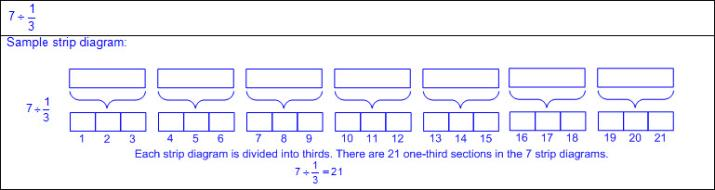 7 ÷ 1/3
Sample strip diagram:
7 ÷ 1/3
1 2 3 4 5 6 7 8 9 10 11 12 13 14 15 16 17 18 19 20 21
Each strip diagram is divided into thirds. There are 21 one-third sections in the 7 strip diagrams.
7 ÷ 1/3 = 21